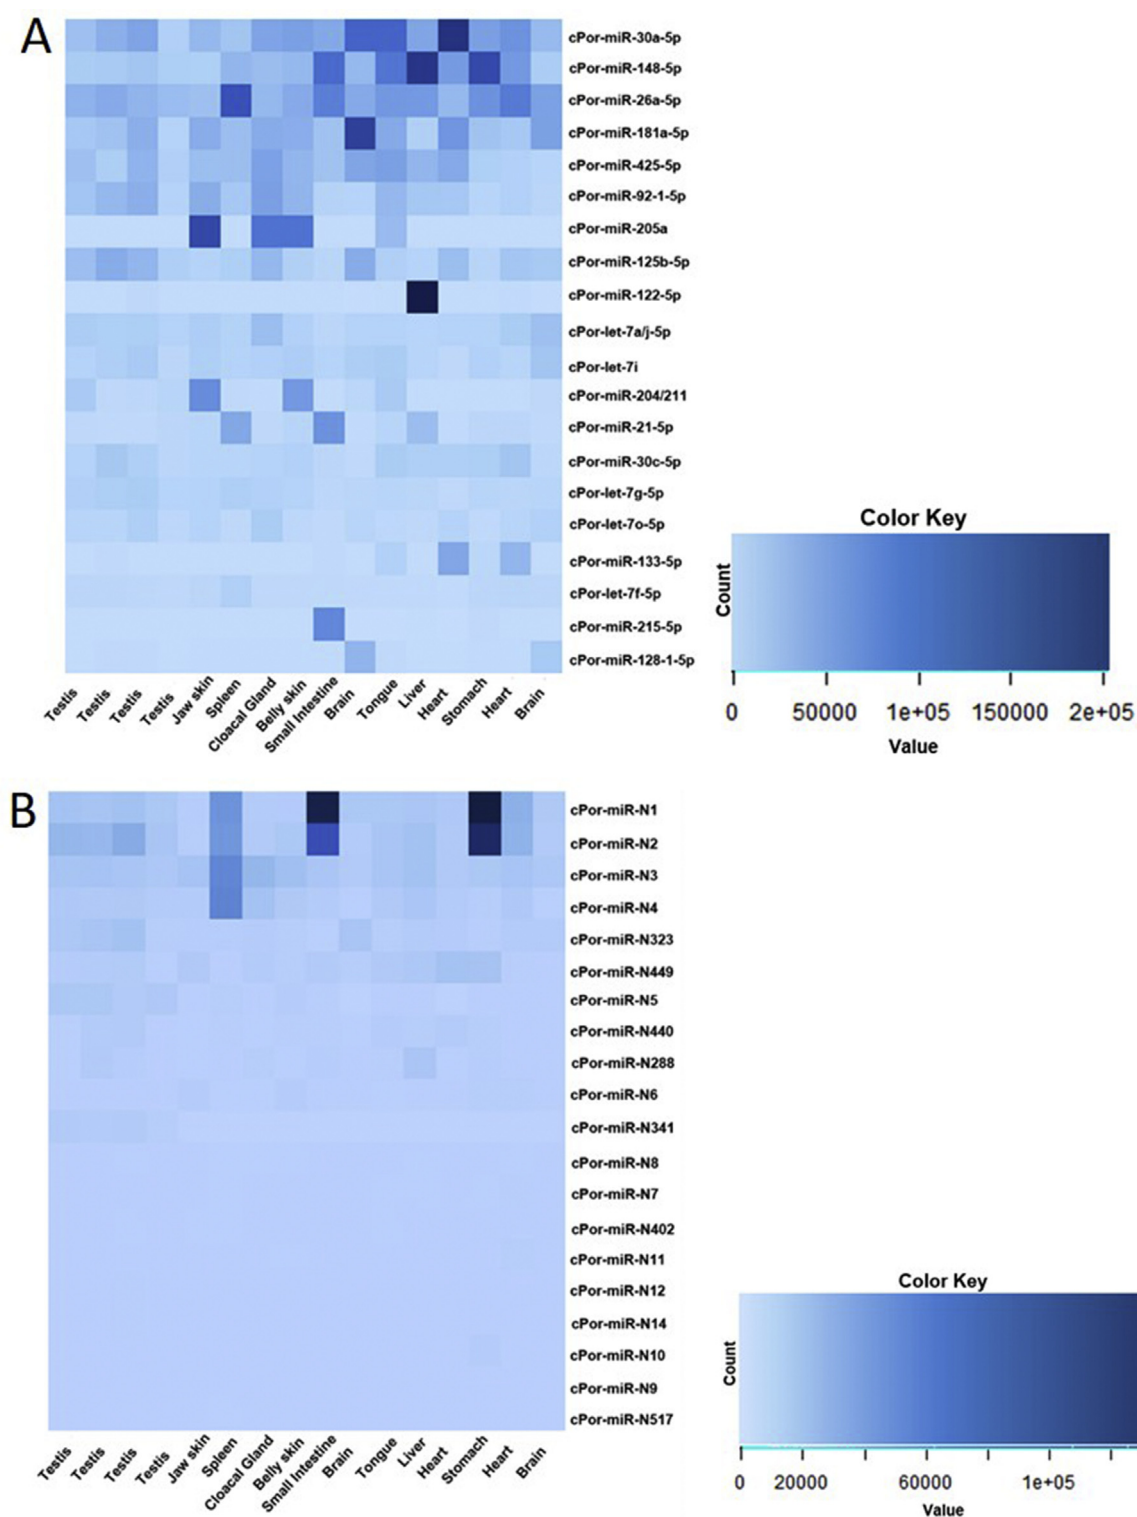 A
cPor-miR-30a-5p
cPor-miR-148-5p
cPor-miR-26a-5p
cPor-miR-181a-5p
cPor-miR-425-5p
cPor-miR-92-1-5p
cPor-miR-205a
cPor-miR-125b-5p
cPor-miR-122-5p
cPor-let-7a/j-5p
cPor-let-7i
cPor-miR-204/211
cPor-miR-21-5p
cPor-miR-30c-5p
cPor-let-7g-5p
cPor-let-7o-5p
cPor-miR-133-5p
cPor-let-7f-5p
cPor-miR-215-5p
cPor-miR-128-1-5p
Testis
Testis
Testis
Testis
Jaw skin
Spleen
Cloacal Gland
Belly skin
Small Intestine
Brain
Tongue
Liver
Heart
Stomach
Heart
Brain
Color Key
Count
0 50000 1e+05 150000 2e+05
Value
B
cPor-miR-N1
cPor-miR-N2
cPor-miR-N3
cPor-miR-N4
cPor-miR-N323
cPor-miR-N449
cPor-miR-N5
cPor-miR-N440
cPor-miR-N288
cPor-miR-N6
cPor-miR-N341
cPor-miR-N8
cPor-miR-N7
cPor-miR-N402
cPor-miR-N11
cPor-miR-N12
cPor-miR-N14
cPor-miR-N10
cPor-miR-N9
cPor-miR-N517
Testis
Testis
Testis
Testis
Jaw skin
Spleen
Cloacal Gland
Belly skin
Small Intestine
Brain
Tongue
Liver
Heart
Stomach
Heart
Brain
Color Key
Count
0 20000 60000 1e+05
Value